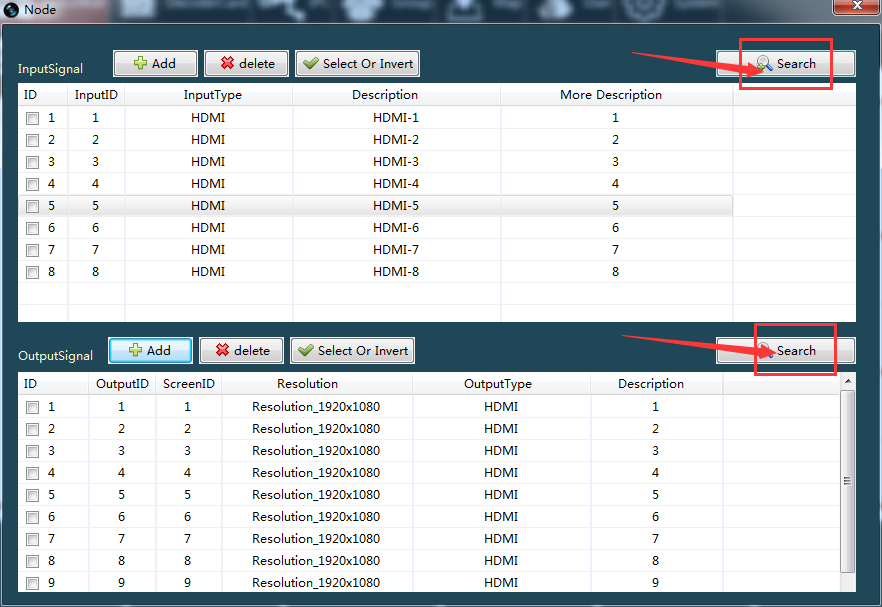 Node
InputSignal Add delete Select Or Invert Search
ID InputID InputType Description More Description
1 1 HDMI HDMI-1 1
2 2 HDMI HDMI-2 2
3 3 HDMI HDMI-3 3
4 4 HDMI HDMI-4 4
5 5 HDMI HDMI-5 5
6 6 HDMI HDMI-6 6
7 7 HDMI HDMI-7 7
8 8 HDMI HDMI-8 8
OutputSignal Add delete Select Or Invert Search
ID OutputID ScreenID Resolution OutputType Description
1 1 1 Resolution_1920x1080 HDMI 1
2 2 2 Resolution_1920x1080 HDMI 2
3 3 3 Resolution_1920x1080 HDMI 3
4 4 4 Resolution_1920x1080 HDMI 4
5 5 5 Resolution_1920x1080 HDMI 5
6 6 6 Resolution_1920x1080 HDMI 6
7 7 7 Resolution_1920x1080 HDMI 7
8 8 8 Resolution_1920x1080 HDMI 8
9 9 9 Resolution_1920x1080 HDMI 9